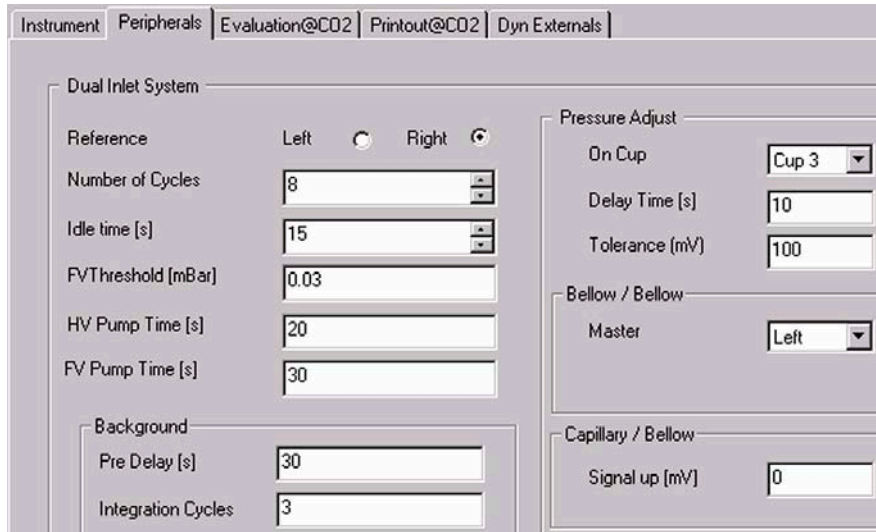 Instrument Peripherals Evaluation@CO2 Printout@CO2 Dyn Externals
Dual Inlet System
Reference Left Right
Number of Cycles 8
Idle time [s] 15
FVThreshold [mBar] 0.03
HV Pump Time [s] 20
FV Pump Time [s] 30
Background
Pre Delay [s] 30
Integration Cycles 3
Pressure Adjust
On Cup Cup 3
Delay Time [s] 10
Tolerance (mV) 100
Bellow / Bellow
Master Left
Capillary / Bellow
Signal up [mV] 0